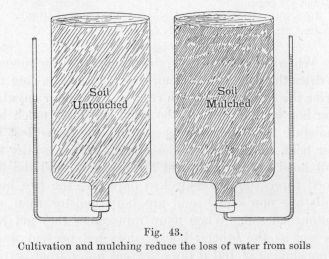 Soil
Untouched
Soil
Mulched
Fig. 43.
Cultivation and mulching reduce the loss of water from soils